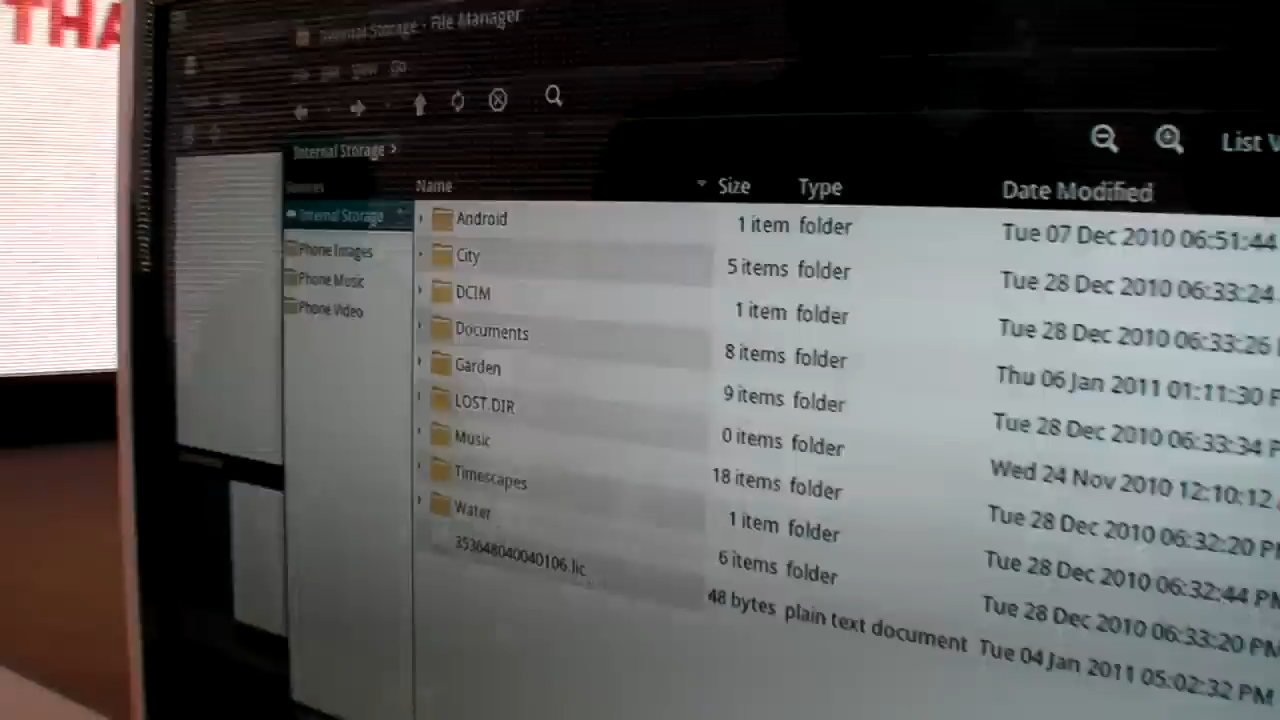 THA
Internal Storage - File Manager
View Go
Internal Storage >
List V
Name Size Type Date Modified
Internal Storage
Phone Images
Phone Music
Phone Video
Android 1 item folder Tue 07 Dec 2010 06:51:44
City 5 items folder Tue 28 Dec 2010 06:33:24
DCIM 1 item folder Tue 28 Dec 2010 06:33:26
Documents 8 items folder Thu 06 Jan 2011 01:11:30 P
Garden 9 items folder Tue 28 Dec 2010 06:33:34 P
LOST.DIR 0 items folder Wed 24 Nov 2010 12:10:12
Music 18 items folder Tue 28 Dec 2010 06:32:20 PM
Timescapes 1 item folder Tue 28 Dec 2010 06:32:44 PM
Water 6 items folder Tue 28 Dec 2010 06:33:20 PM
353648040040106.lic 48 bytes plain text document Tue 04 Jan 2011 05:02:32 PM